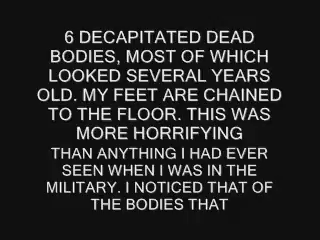 6 DECAPITATED DEAD
BODIES, MOST OF WHICH
LOOKED SEVERAL YEARS
OLD. MY FEET ARE CHAINED
TO THE FLOOR. THIS WAS
MORE HORRIFYING
THAN ANYTHING I HAD EVER
SEEN WHEN I WAS IN THE
MILITARY. I NOTICED THAT OF
THE BODIES THAT